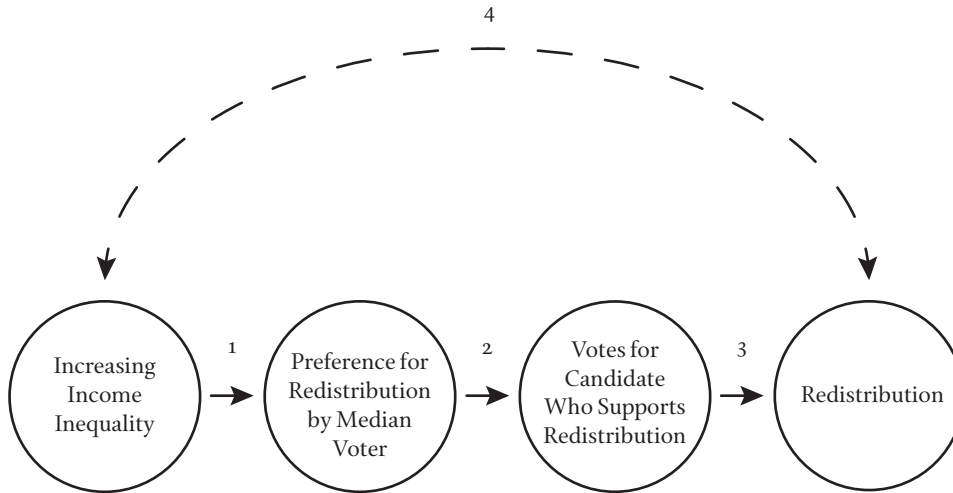 4
1
2
3
Increasing
Income
Inequality
Preference for
Redistribution
by Median
Voter
Votes for
Candidate
Who Supports
Redistribution
Redistribution